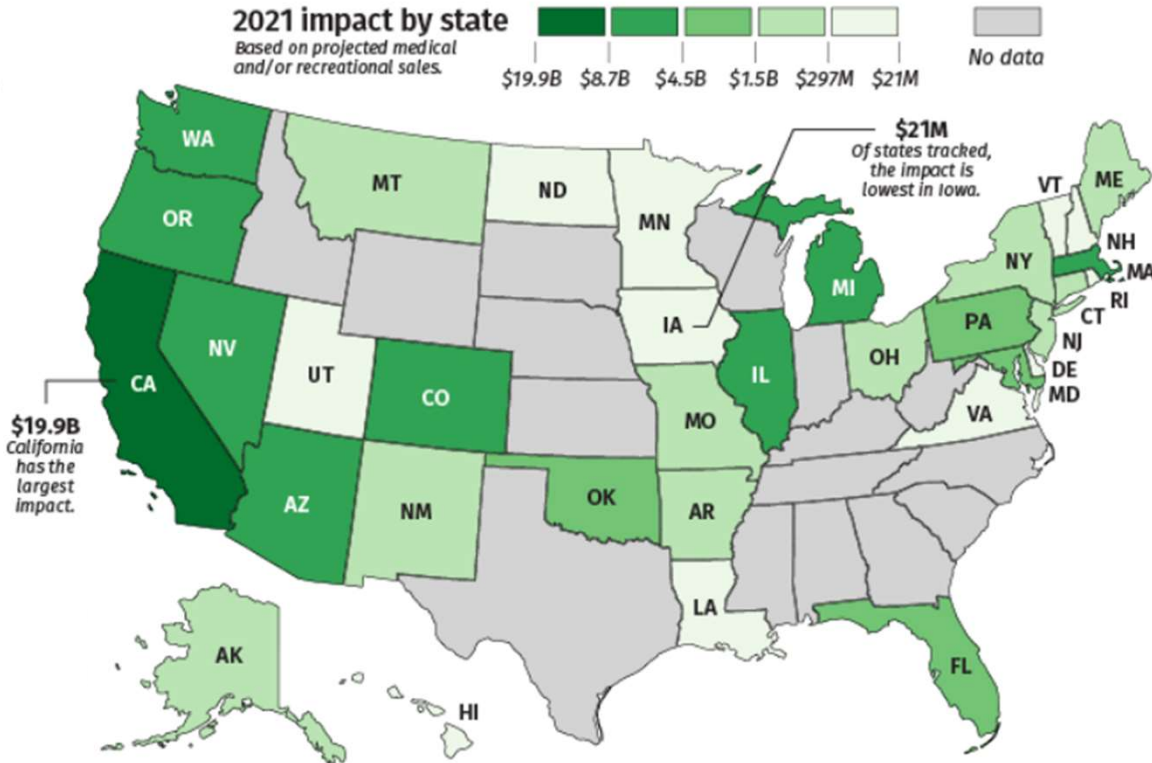 2021 impact by state
Based on projected medical
and/or recreational sales.
$19.9B $8.7B $4.5B $1.5B $297M $21M
No data
$21M
Of states tracked,
the impact is
lowest in Iowa.
WA
MT
ND
MN
VT
ME
OR
NH
NY
MA
MI
RI
IA
PA
CT
NV
NJ
OH
UT
IL
DE
CA
CO
MD
$19.9B
California
has the
largest
impact.
MO
VA
AZ
NM
OK
AR
LA
AK
FL
HI